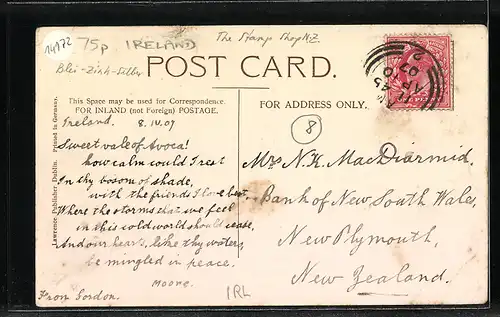 14172
75p IRELAND
The Stamp Shop N.Z
Blei-Zink-
POST CARD.
This Space may be used for Correspondence.
FOR INLAND (not Foreign) POSTAGE.
FOR ADDRESS ONLY.
Lawrence Publisher, Dublin. Printed in Germany.
Ireland. 8.IV.07
Sweet vale of Avoca!
how calm could I rest
In thy bosom of shade,
with the friends I love best,
Where the storms that we feel
in this cold world should cease,
And our hearts, like thy waters,
be mingled in peace.
Moore.
From Gordon.
8
Mrs N.K. MacDiarmid,
Bank of New South Wales,
New Plymouth,
New Zealand.
IRL